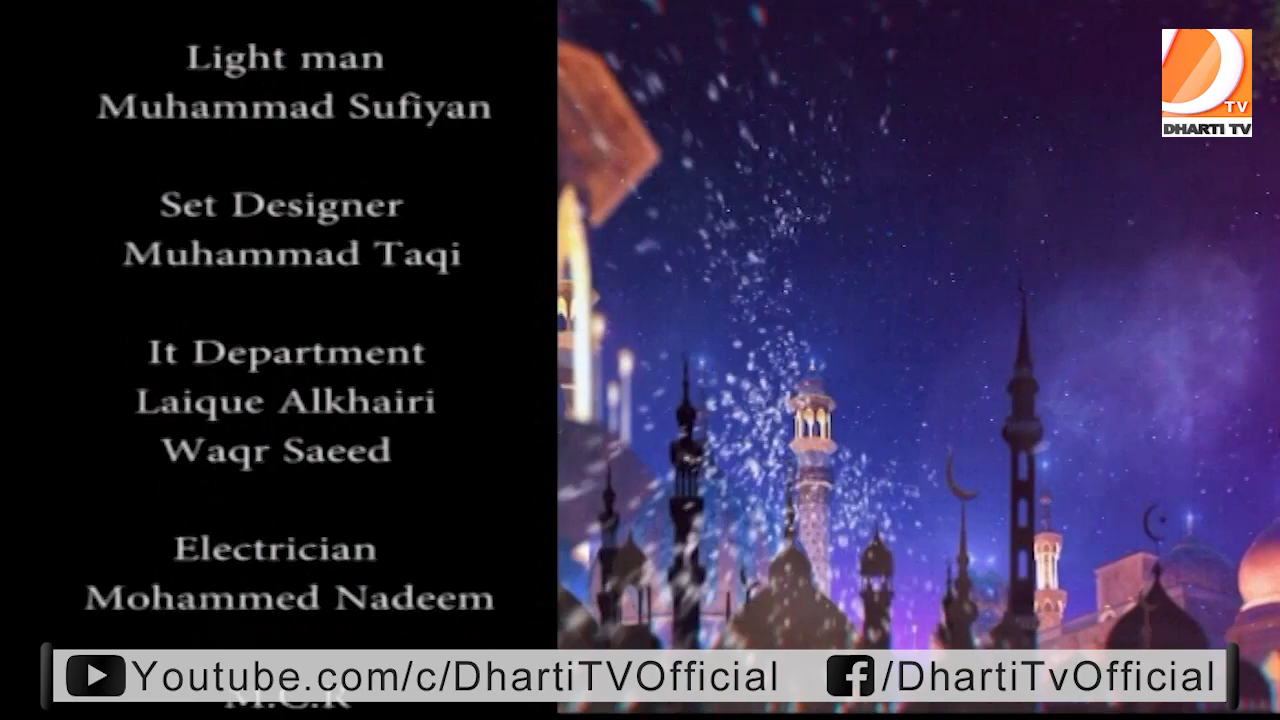 Light man
Muhammad Sufiyan
Set Designer
Muhammad Taqi
It Department
Laique Alkhairi
Waqr Saeed
Electrician
Mohammed Nadeem
M.C.R
TV
DHARTI TV
Youtube.com/c/DhartiTVOfficial
/DhartiTvOfficial